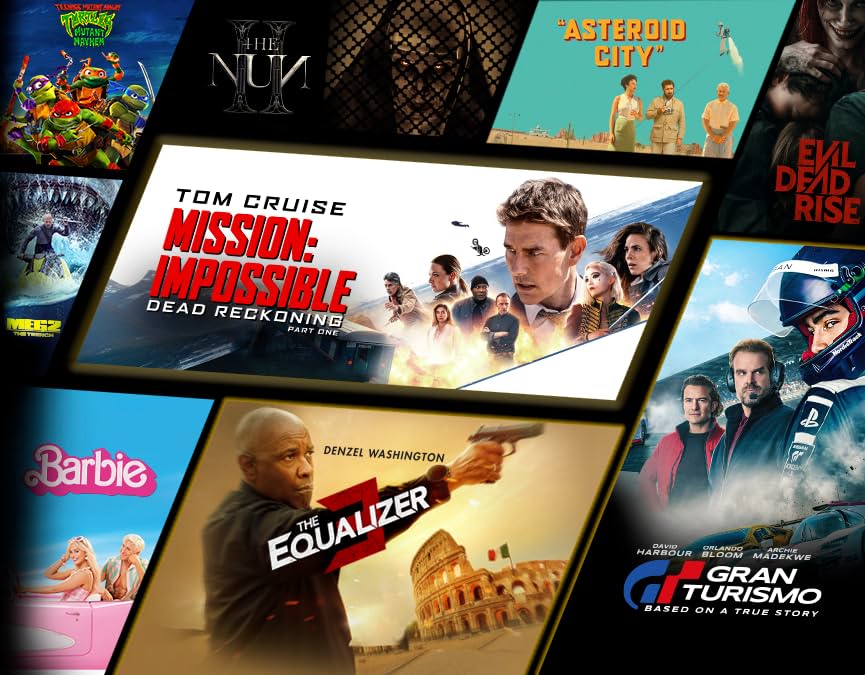 TEENAGE MUTANT NINJA
TURTLES
MUTANT
MAYHEM
THE
II
NUN
"ASTEROID
CITY"
EVIL
DEAD
RISE
TOM CRUISE
MISSION:
IMPOSSIBLE
DEAD RECKONING
PART ONE
MEG2
THE TRENCH
Barbie
DENZEL WASHINGTON
THE
EQUALIZER
3
DAVID ORLANDO ARCHIE
HARBOUR BLOOM MADEKWE
GT
GRAN
TURISMO
BASED ON A TRUE STORY